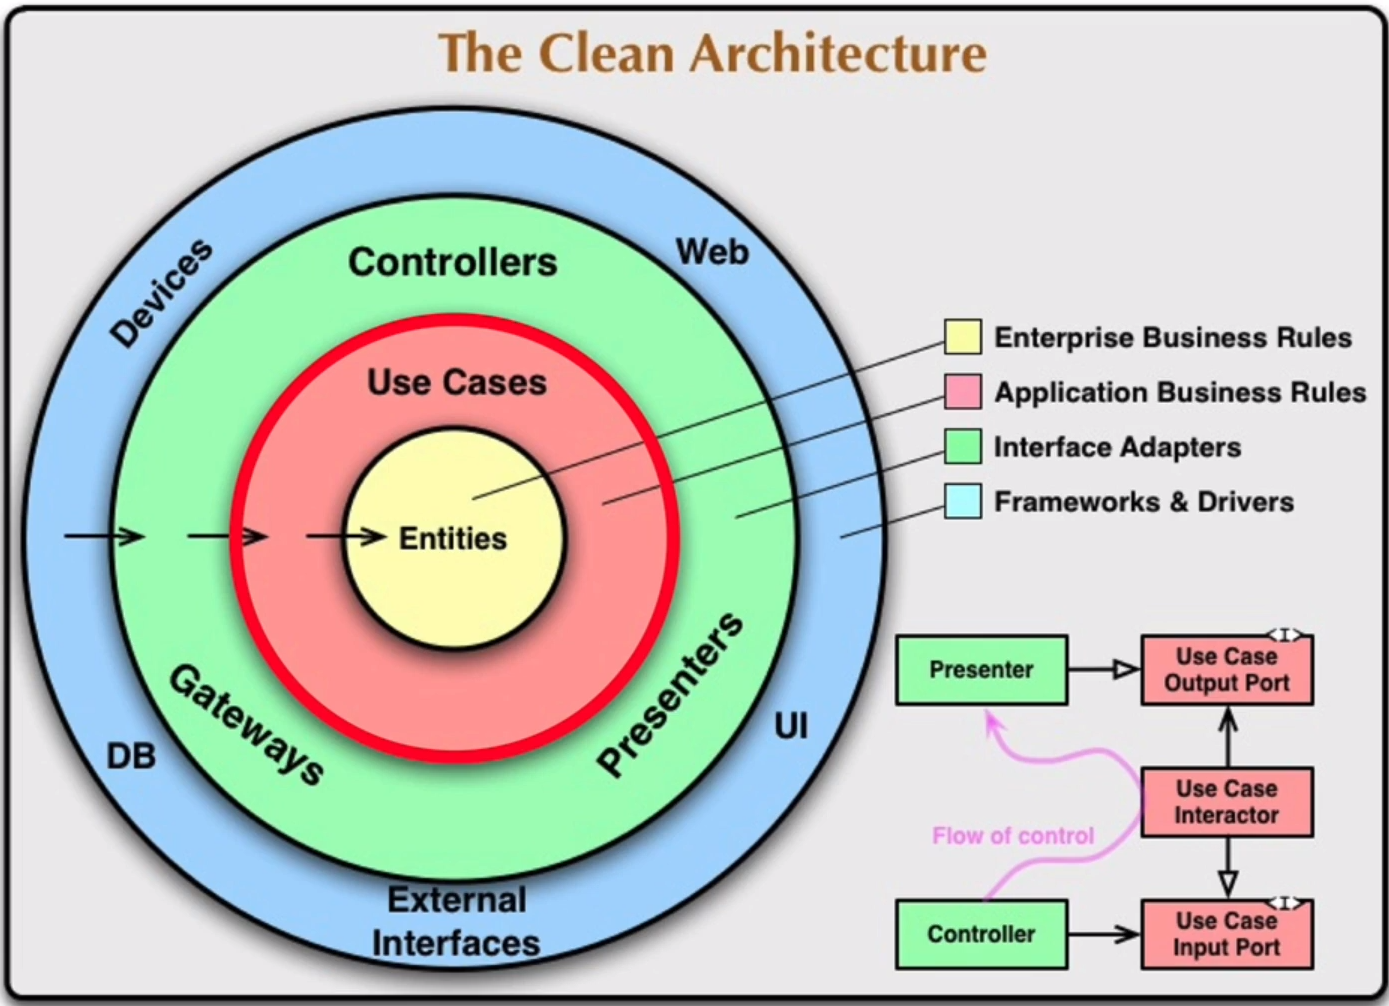 The Clean Architecture
Devices
Controllers
Web
Use Cases
Entities
Gateways
Presenters
DB
UI
External
Interfaces
Enterprise Business Rules
Application Business Rules
Interface Adapters
Frameworks & Drivers
Presenter
<I>
Use Case
Output Port
Use Case
Interactor
Flow of control
Controller
<I>
Use Case
Input Port